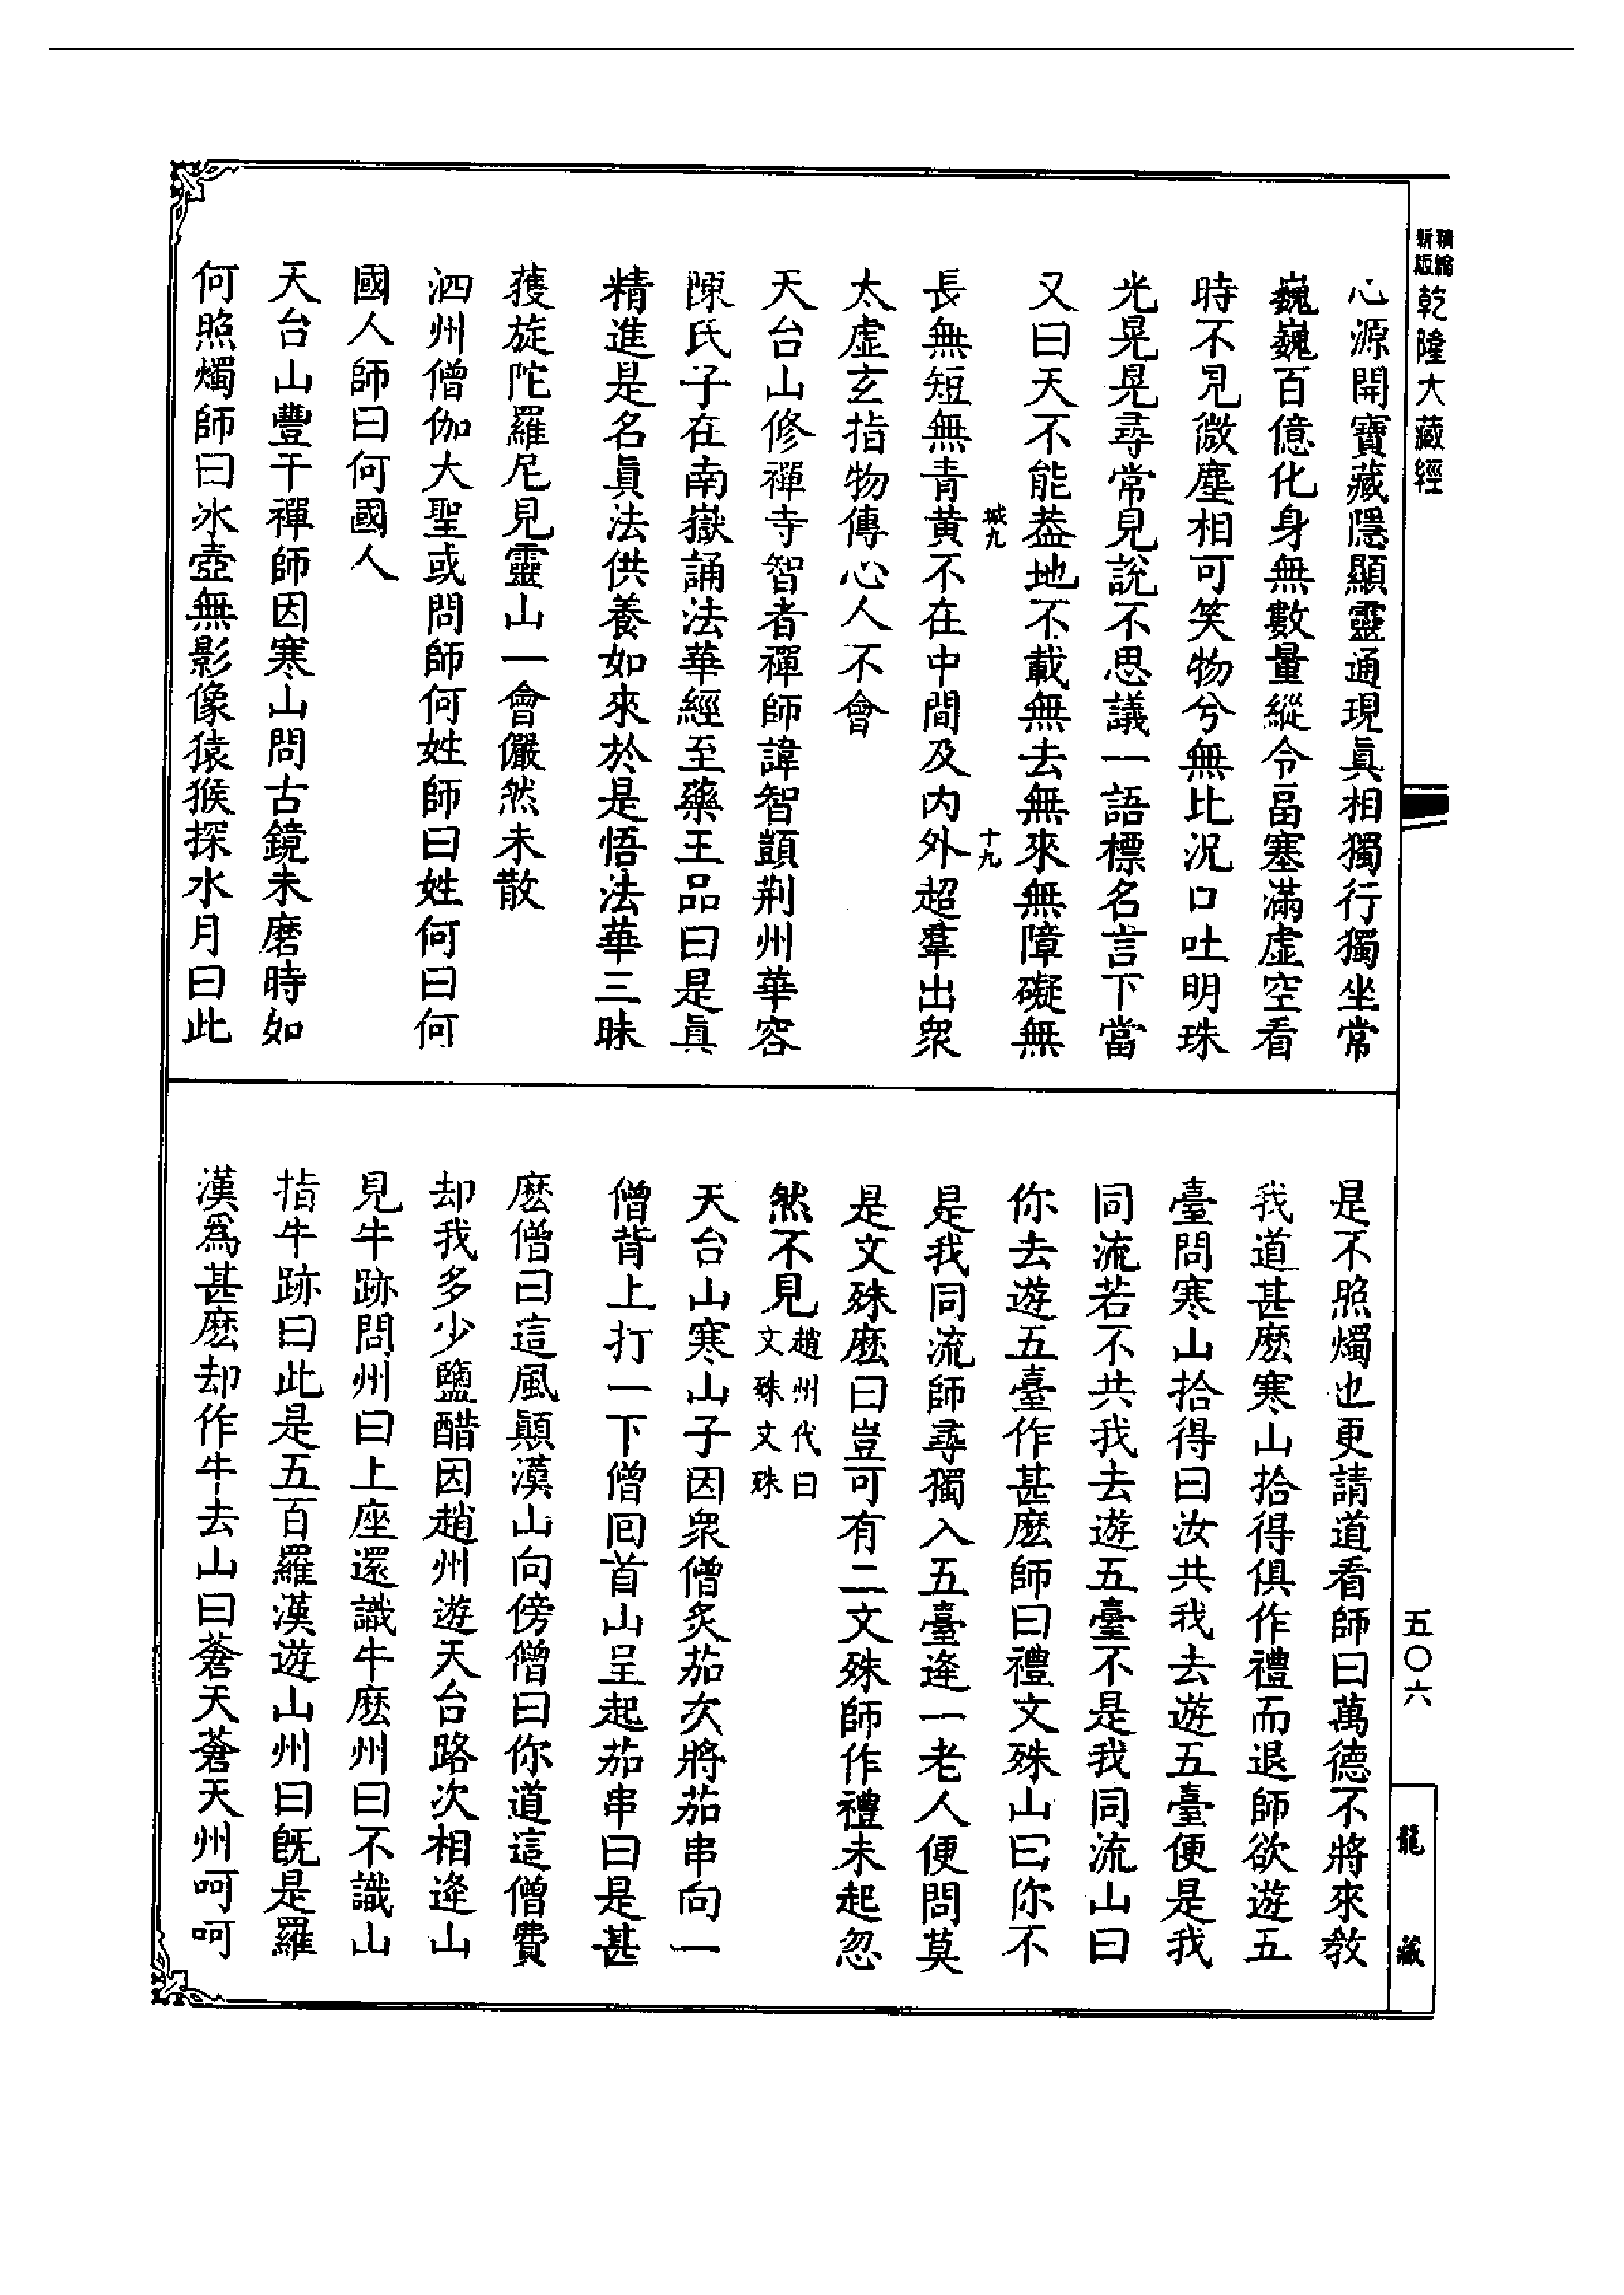 精縮新版乾隆大藏經
心源開寶藏隱顯靈通現眞相獨行獨坐常
巍巍百億化身無數量縱令畐塞滿虛空看
時不見微塵相可笑物兮無比況口吐明珠
光晃晃尋常見說不思議一語標名言下當
又曰天不能葢地不載無去無來無障礙無
城九
十九
長無短無青黃不在中間及內外超羣出衆
太虛玄指物傳心人不會
天台山修禪寺智者禪師諱智顗荆州華容
陳氏子在南嶽誦法華經至藥王品曰是眞
精進是名眞法供養如來於是悟法華三昧
獲旋陀羅尼見靈山一會儼然未散
泗州僧伽大聖或問師何姓師曰姓何曰何
國人師曰何國人
天台山豐干禪師因寒山問古鏡未磨時如
何照燭師曰冰壺無影像猿猴探水月曰此
是不照燭也更請道看師曰萬德不將來敎
我道甚麽寒山拾得俱作禮而退師欲遊五
臺問寒山拾得曰汝共我去遊五臺便是我
同流若不共我去遊五臺不是我同流山曰
你去遊五臺作甚麽師曰禮文殊山曰你不
是我同流師尋獨入五臺逢一老人便問莫
是文殊麽曰豈可有二文殊師作禮未起忽
然不見趙州代曰文殊文殊
天台山寒山子因衆僧炙茄次將茄串向一
僧背上打一下僧回首山呈起茄串曰是甚
麽僧曰這風顚漢山向傍僧曰你道這僧費
却我多少鹽醋因趙州遊天台路次相逢山
見牛跡問州曰上座還識牛麽州曰不識山
指牛跡曰此是五百羅漢遊山州曰旣是羅
漢爲甚麽却作牛去山曰蒼天蒼天州呵呵
五〇六
龍藏